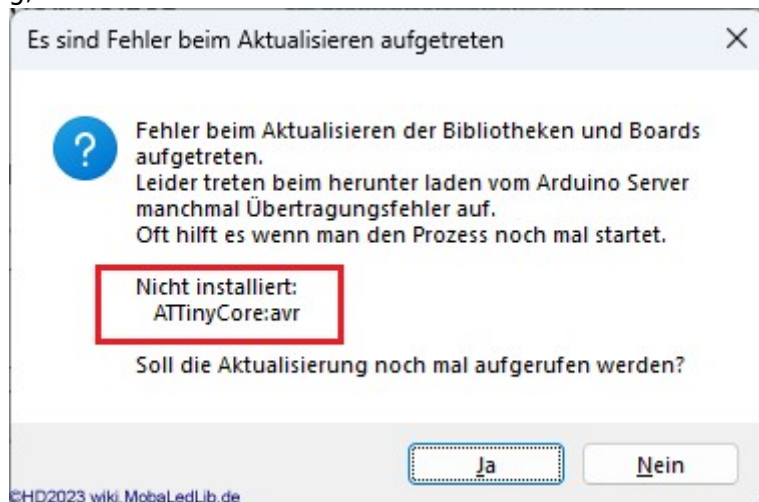 Es sind Fehler beim Aktualisieren aufgetreten
Fehler beim Aktualisieren der Bibliotheken und Boards
aufgetreten.
Leider treten beim herunter laden vom Arduino Server
manchmal Übertragungsfehler auf.
Oft hilft es wenn man den Prozess noch mal startet.
Nicht installiert:
ATTinyCore:avr
Soll die Aktualisierung noch mal aufgerufen werden?
Ja Nein
©HD2023 wiki.MobaLedLib.de